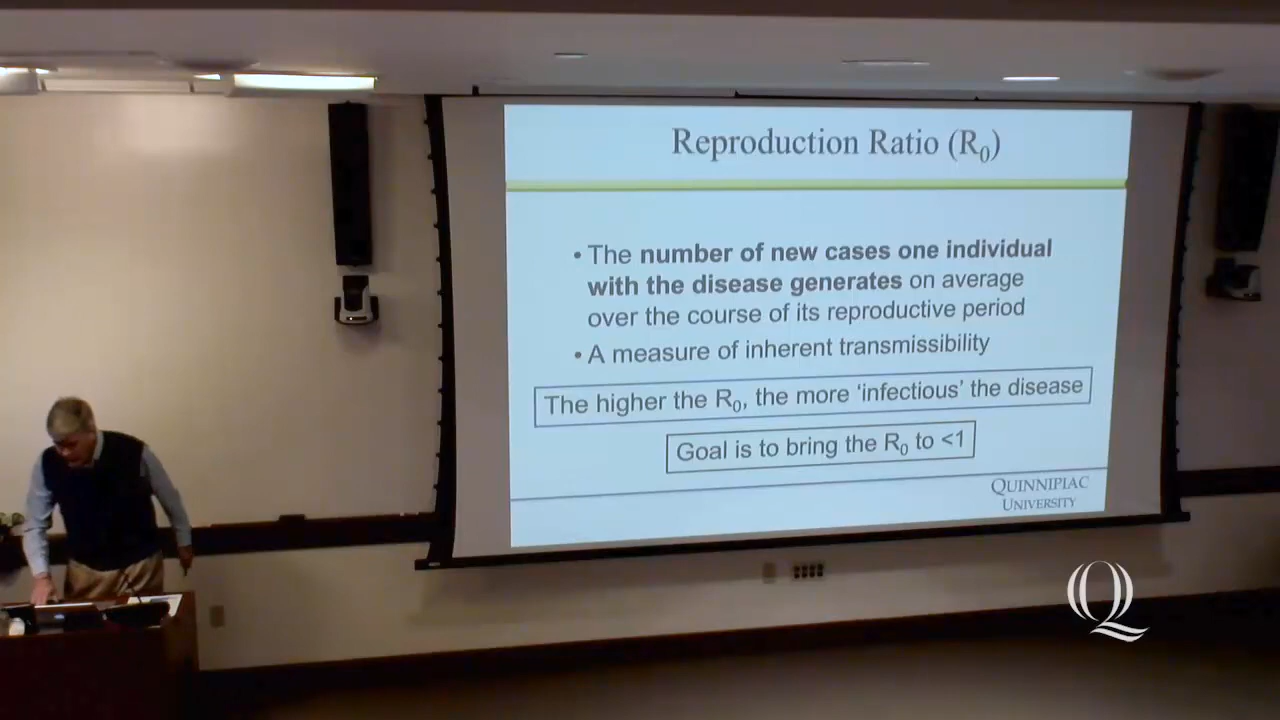 Reproduction Ratio (R₀)
• The number of new cases one individual
with the disease generates on average
over the course of its reproductive period
• A measure of inherent transmissibility
The higher the R₀, the more ‘infectious’ the disease
Goal is to bring the R₀ to <1
QUINNIPIAC
UNIVERSITY
Q